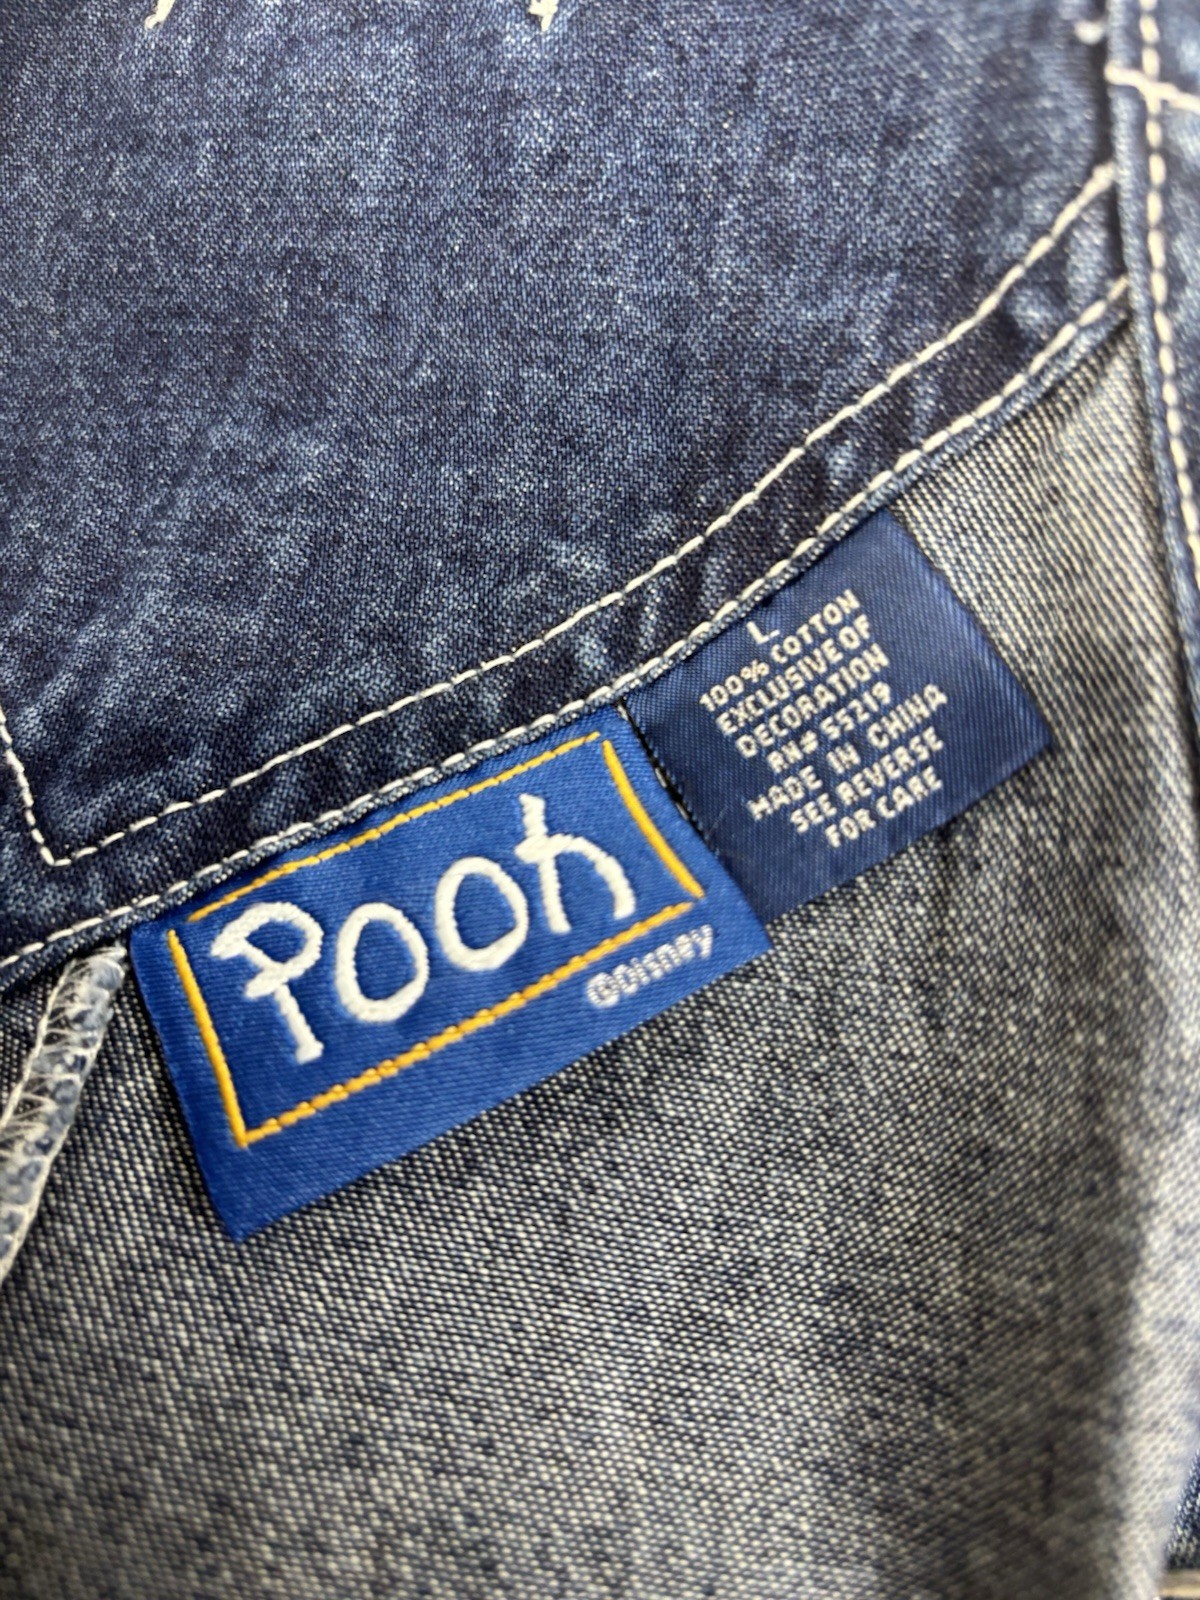 Pooh
©Disney
L
100% COTTON
EXCLUSIVE OF
DECORATION
RN# 55219
MADE IN CHINA
SEE REVERSE
FOR CARE